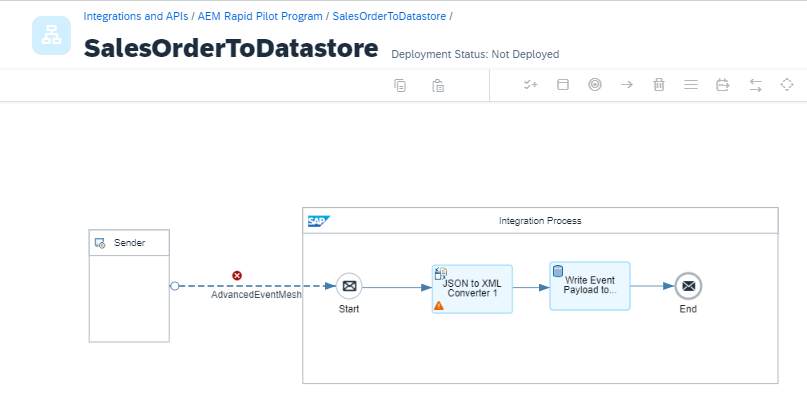 Integrations and APIs / AEM Rapid Pilot Program / SalesOrderToDatastore /
SalesOrderToDatastore Deployment Status: Not Deployed
SAP
Integration Process
Sender
AdvancedEventMesh
Start
JSON to XML
Converter 1
Write Event
Payload to...
End